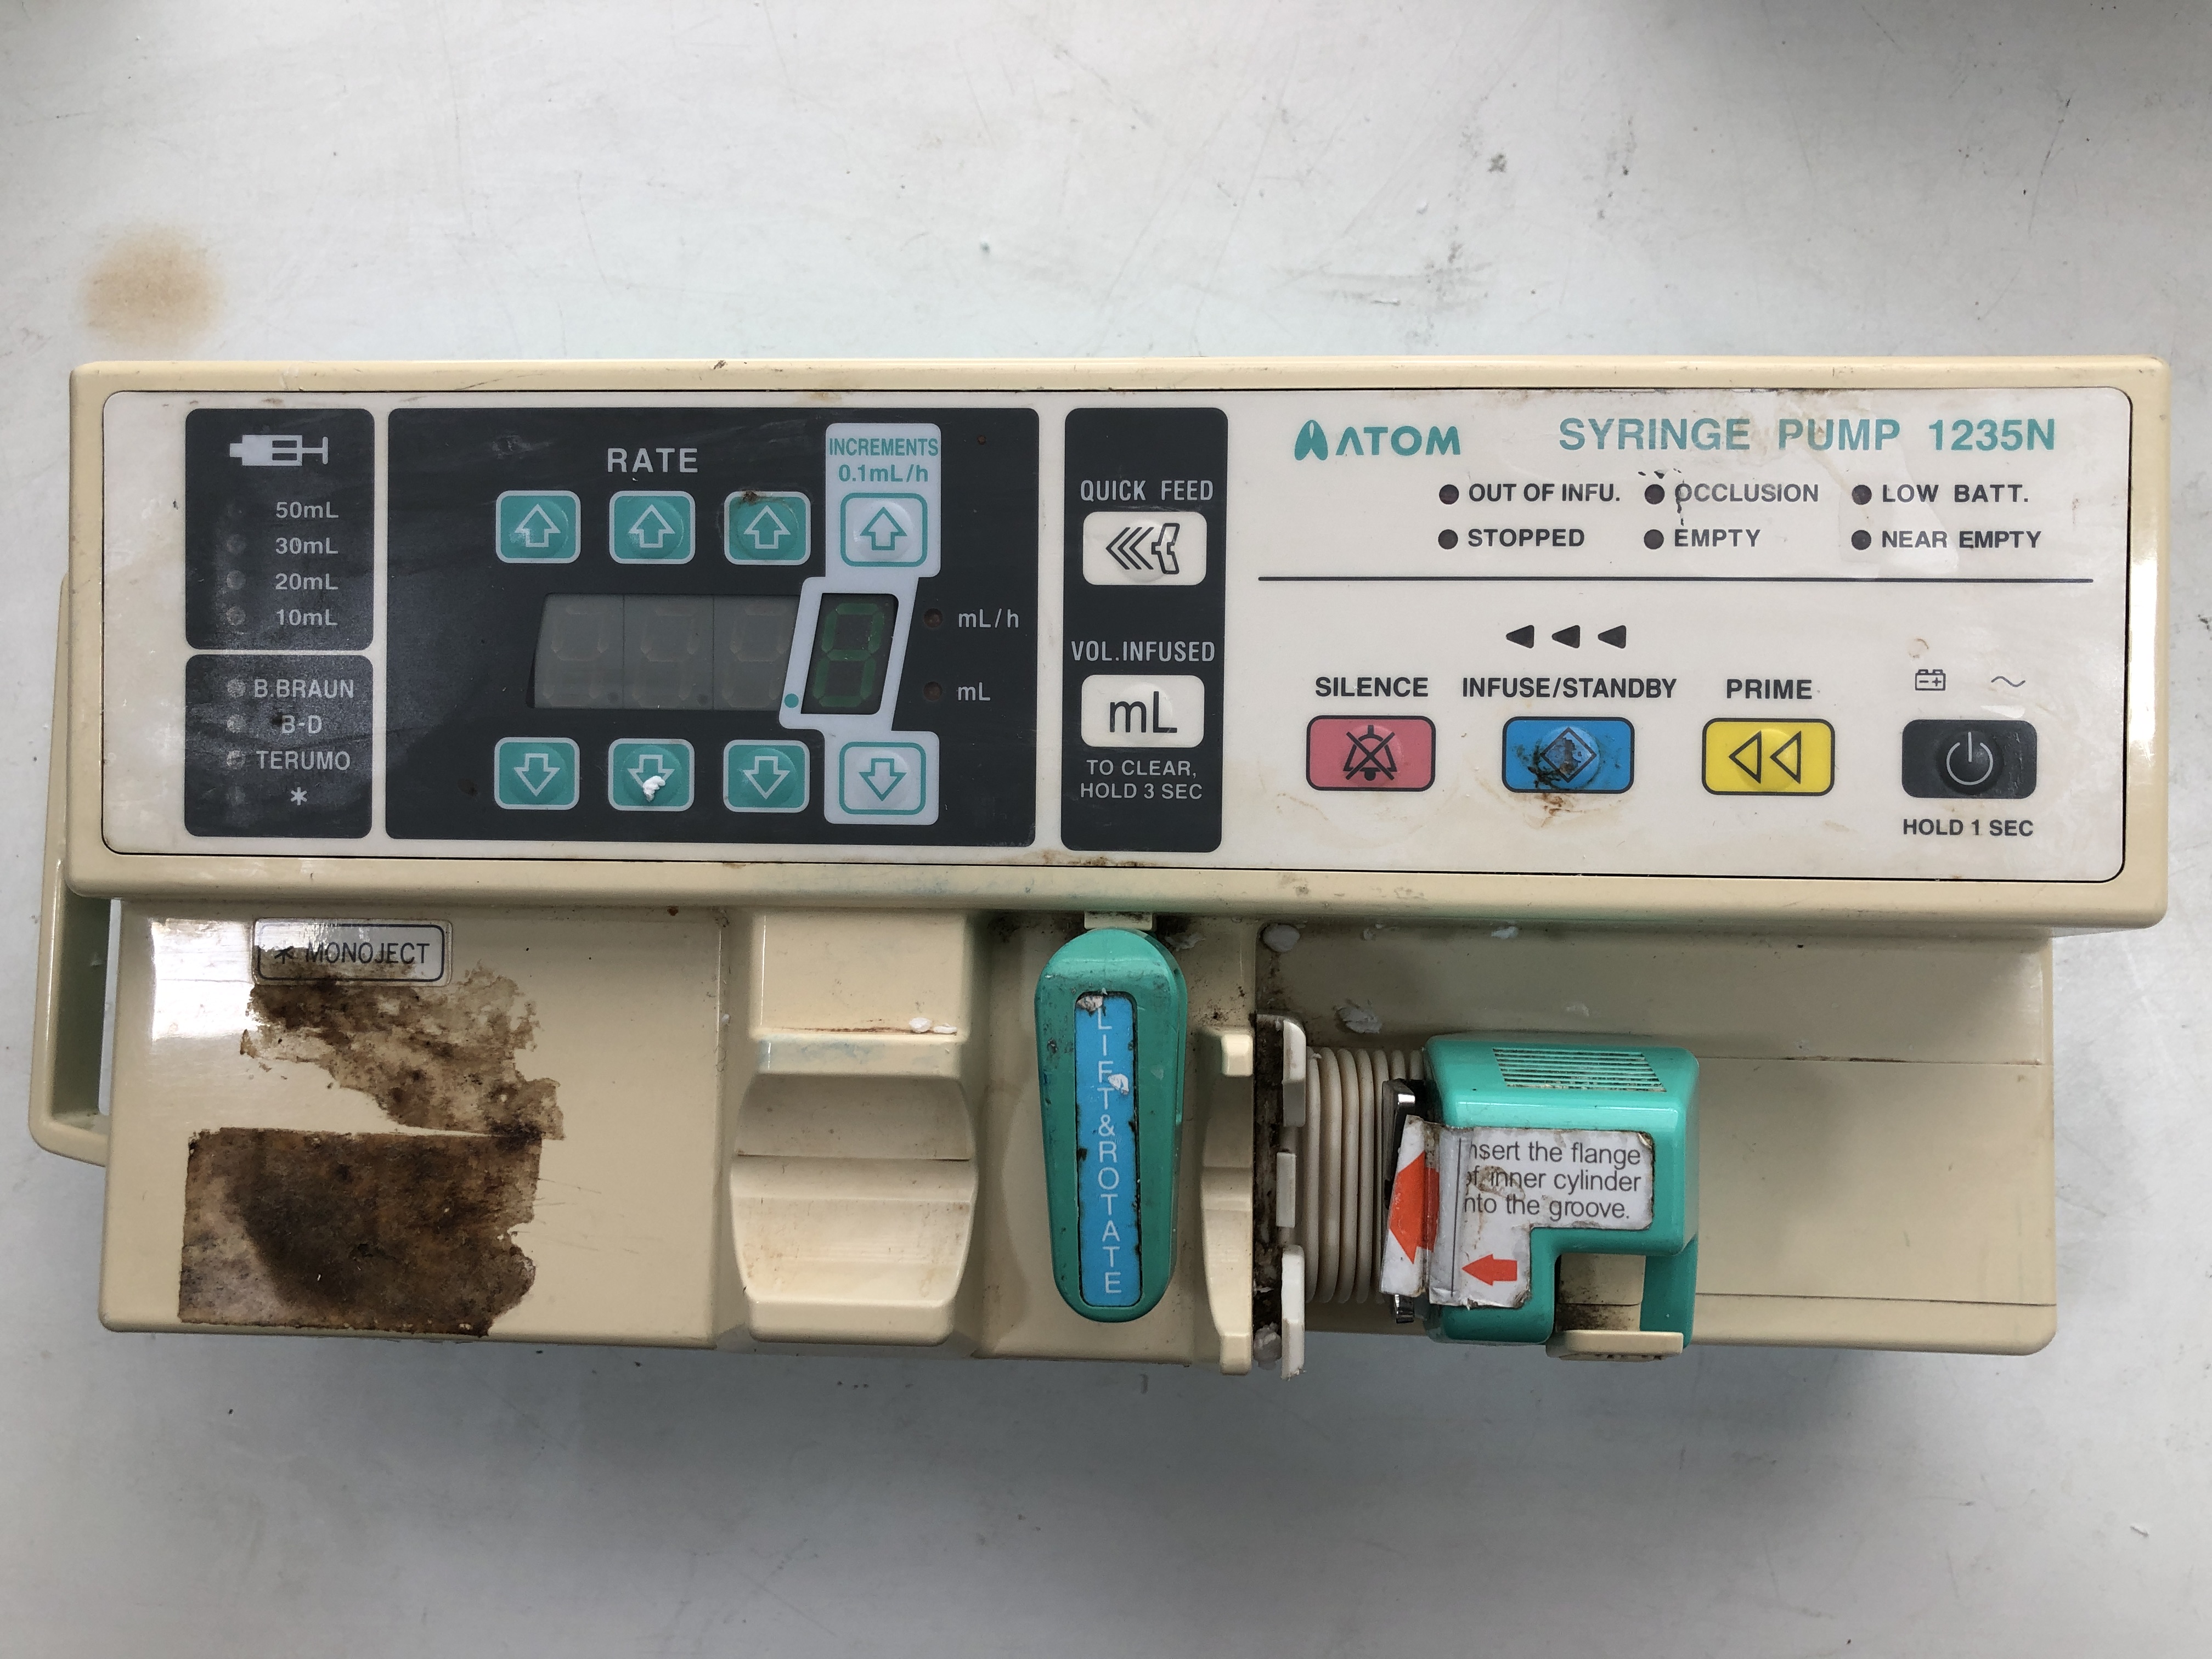 50mL
30mL
20mL
10mL
B.BRAUN
B-D
TERUMO
*
RATE
INCREMENTS
0.1mL/h
mL/h
mL
QUICK FEED
VOL.INFUSED
mL
TO CLEAR,
HOLD 3 SEC
ATOM
SYRINGE PUMP 1235N
OUT OF INFU. OCCLUSION LOW BATT.
STOPPED EMPTY NEAR EMPTY
SILENCE INFUSE/STANDBY PRIME
HOLD 1 SEC
* MONOJECT
LIFT&ROTATE
nsert the flange
of inner cylinder
nto the groove.